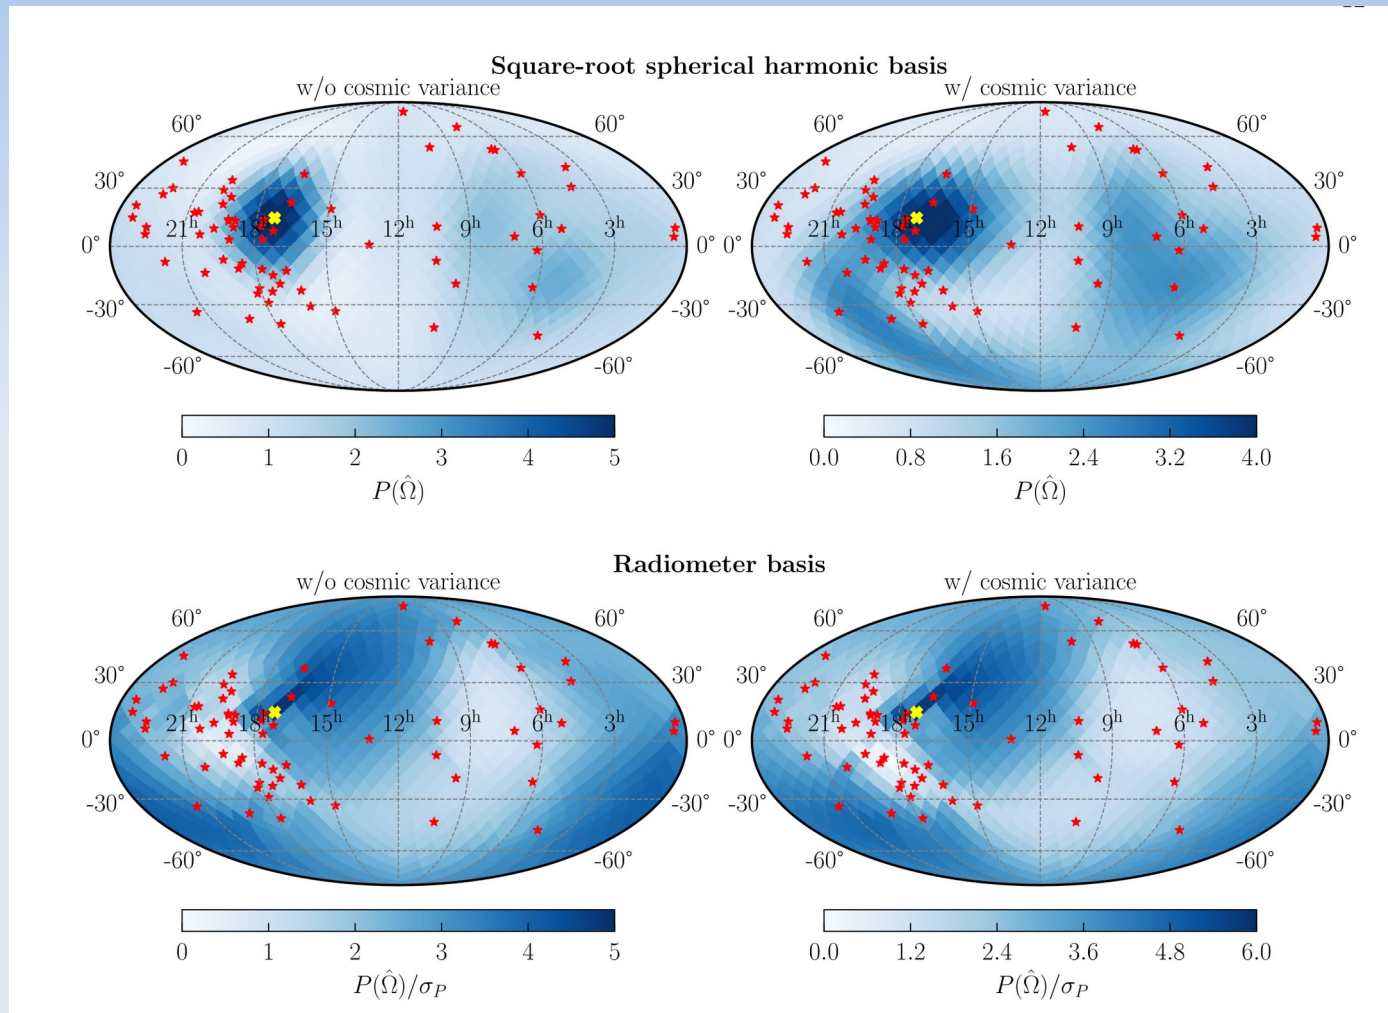 Square-root spherical harmonic basis
w/o cosmic variance
w/ cosmic variance
60° 60° 60° 60°
30° 30° 30° 30°
21h 18h 15h 12h 9h 6h 3h
21h 18h 15h 12h 9h 6h 3h
0° 0° 0° 0°
-30° -30° -30° -30°
-60° -60° -60° -60°
0 1 2 3 4 5
0.0 0.8 1.6 2.4 3.2 4.0
P(Ω̂)
P(Ω̂)
Radiometer basis
w/o cosmic variance
w/ cosmic variance
60° 60° 60° 60°
30° 30° 30° 30°
21h 18h 15h 12h 9h 6h 3h
21h 18h 15h 12h 9h 6h 3h
0° 0° 0° 0°
-30° -30° -30° -30°
-60° -60° -60° -60°
0 1 2 3 4 5
0.0 1.2 2.4 3.6 4.8 6.0
P(Ω̂)/σP
P(Ω̂)/σP